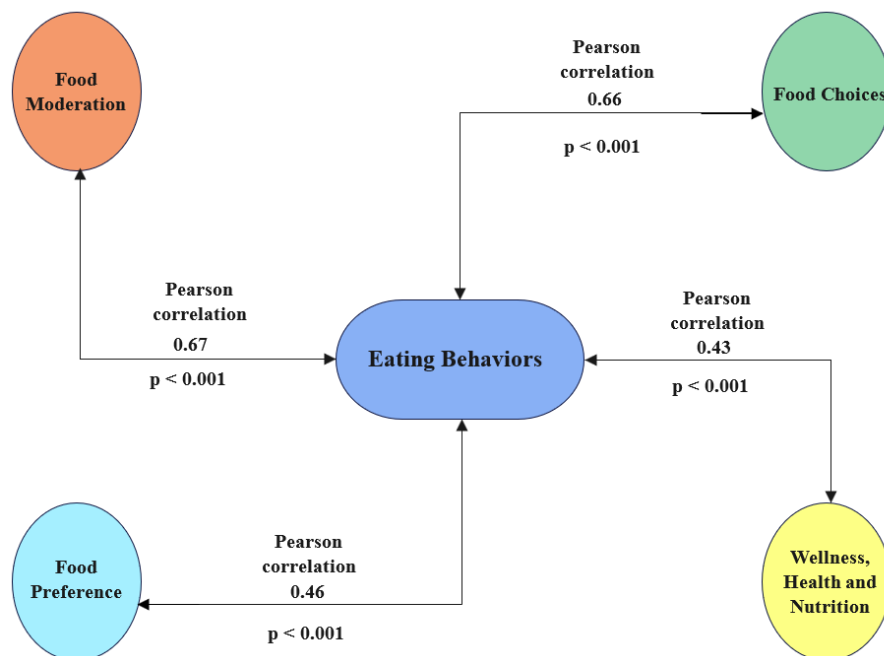 Food
Moderation
Pearson
correlation
0.66
p < 0.001
Food Choices
Pearson
correlation
0.67
p < 0.001
Eating Behaviors
Pearson
correlation
0.43
p < 0.001
Food
Preference
Pearson
correlation
0.46
p < 0.001
Wellness,
Health and
Nutrition